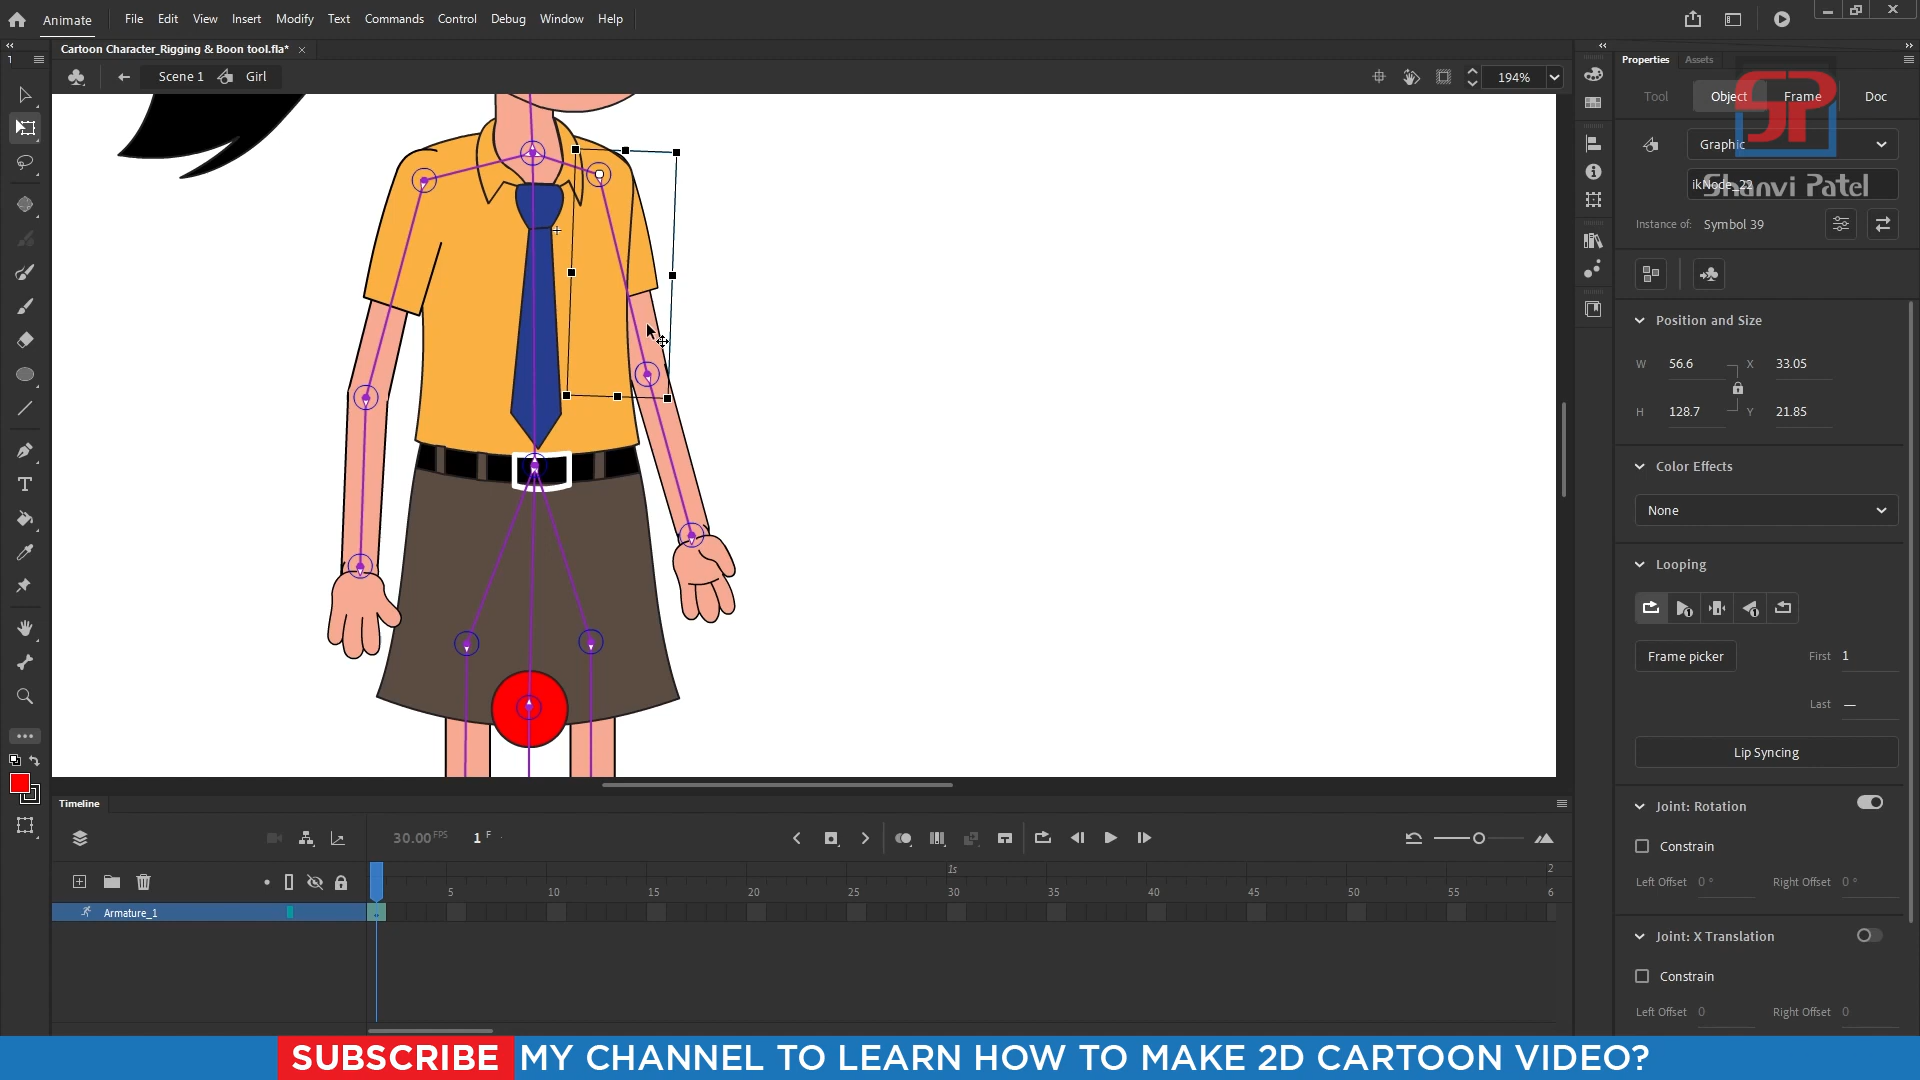 Animate
File Edit View Insert Modify Text Commands Control Debug Window Help
Cartoon Character_Rigging & Boon tool.fla*
Scene 1 Girl
194%
Properties Assets
Tool Object Frame Doc
Graphic
ikNode_22
Shanvi Patel
Instance of: Symbol 39
Position and Size
W 56.6 X 33.05
H 128.7 Y 21.85
Color Effects
None
Looping
Frame picker First 1
Last —
Lip Syncing
Joint: Rotation
Constrain
Left Offset 0 ° Right Offset 0 °
Joint: X Translation
Constrain
Left Offset 0 Right Offset 0
Timeline
30.00 FPS 1 F
1s 2
5 10 15 20 25 30 35 40 45 50 55 6
Armature_1
SUBSCRIBE MY CHANNEL TO LEARN HOW TO MAKE 2D CARTOON VIDEO?